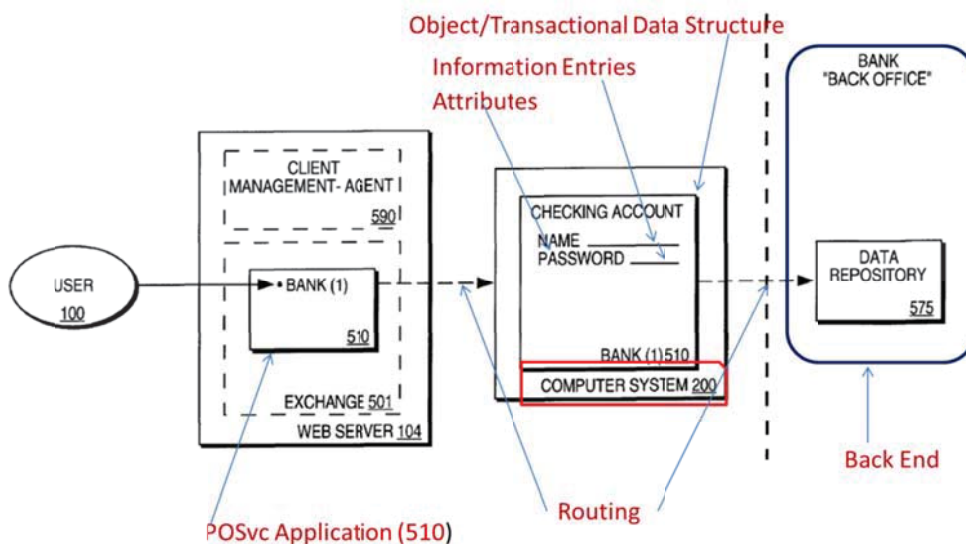 Object/Transactional Data Structure
Information Entries
Attributes
BANK
"BACK OFFICE"
CLIENT
MANAGEMENT- AGENT
590
CHECKING ACCOUNT
NAME
PASSWORD
USER
100
• BANK (1)
510
DATA
REPOSITORY
575
BANK (1) 510
COMPUTER SYSTEM 200
EXCHANGE 501
WEB SERVER 104
Back End
Routing
POSvc Application (510)